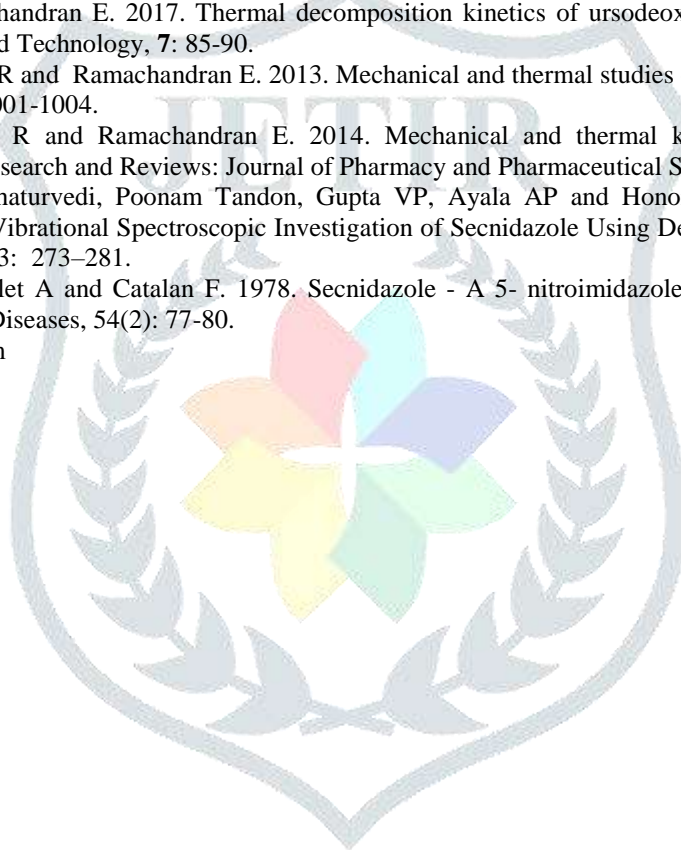 handran E. 2017. Thermal decomposition kinetics of ursodeox
d Technology, 7: 85-90.
R and Ramachandran E. 2013. Mechanical and thermal studies
001-1004.
R and Ramachandran E. 2014. Mechanical and thermal k
search and Reviews: Journal of Pharmacy and Pharmaceutical S
haturvedi, Poonam Tandon, Gupta VP, Ayala AP and Hono
Vibrational Spectroscopic Investigation of Secnidazole Using De
3: 273–281.
let A and Catalan F. 1978. Secnidazole - A 5- nitroimidazole
Diseases, 54(2): 77-80.
n
JETIR